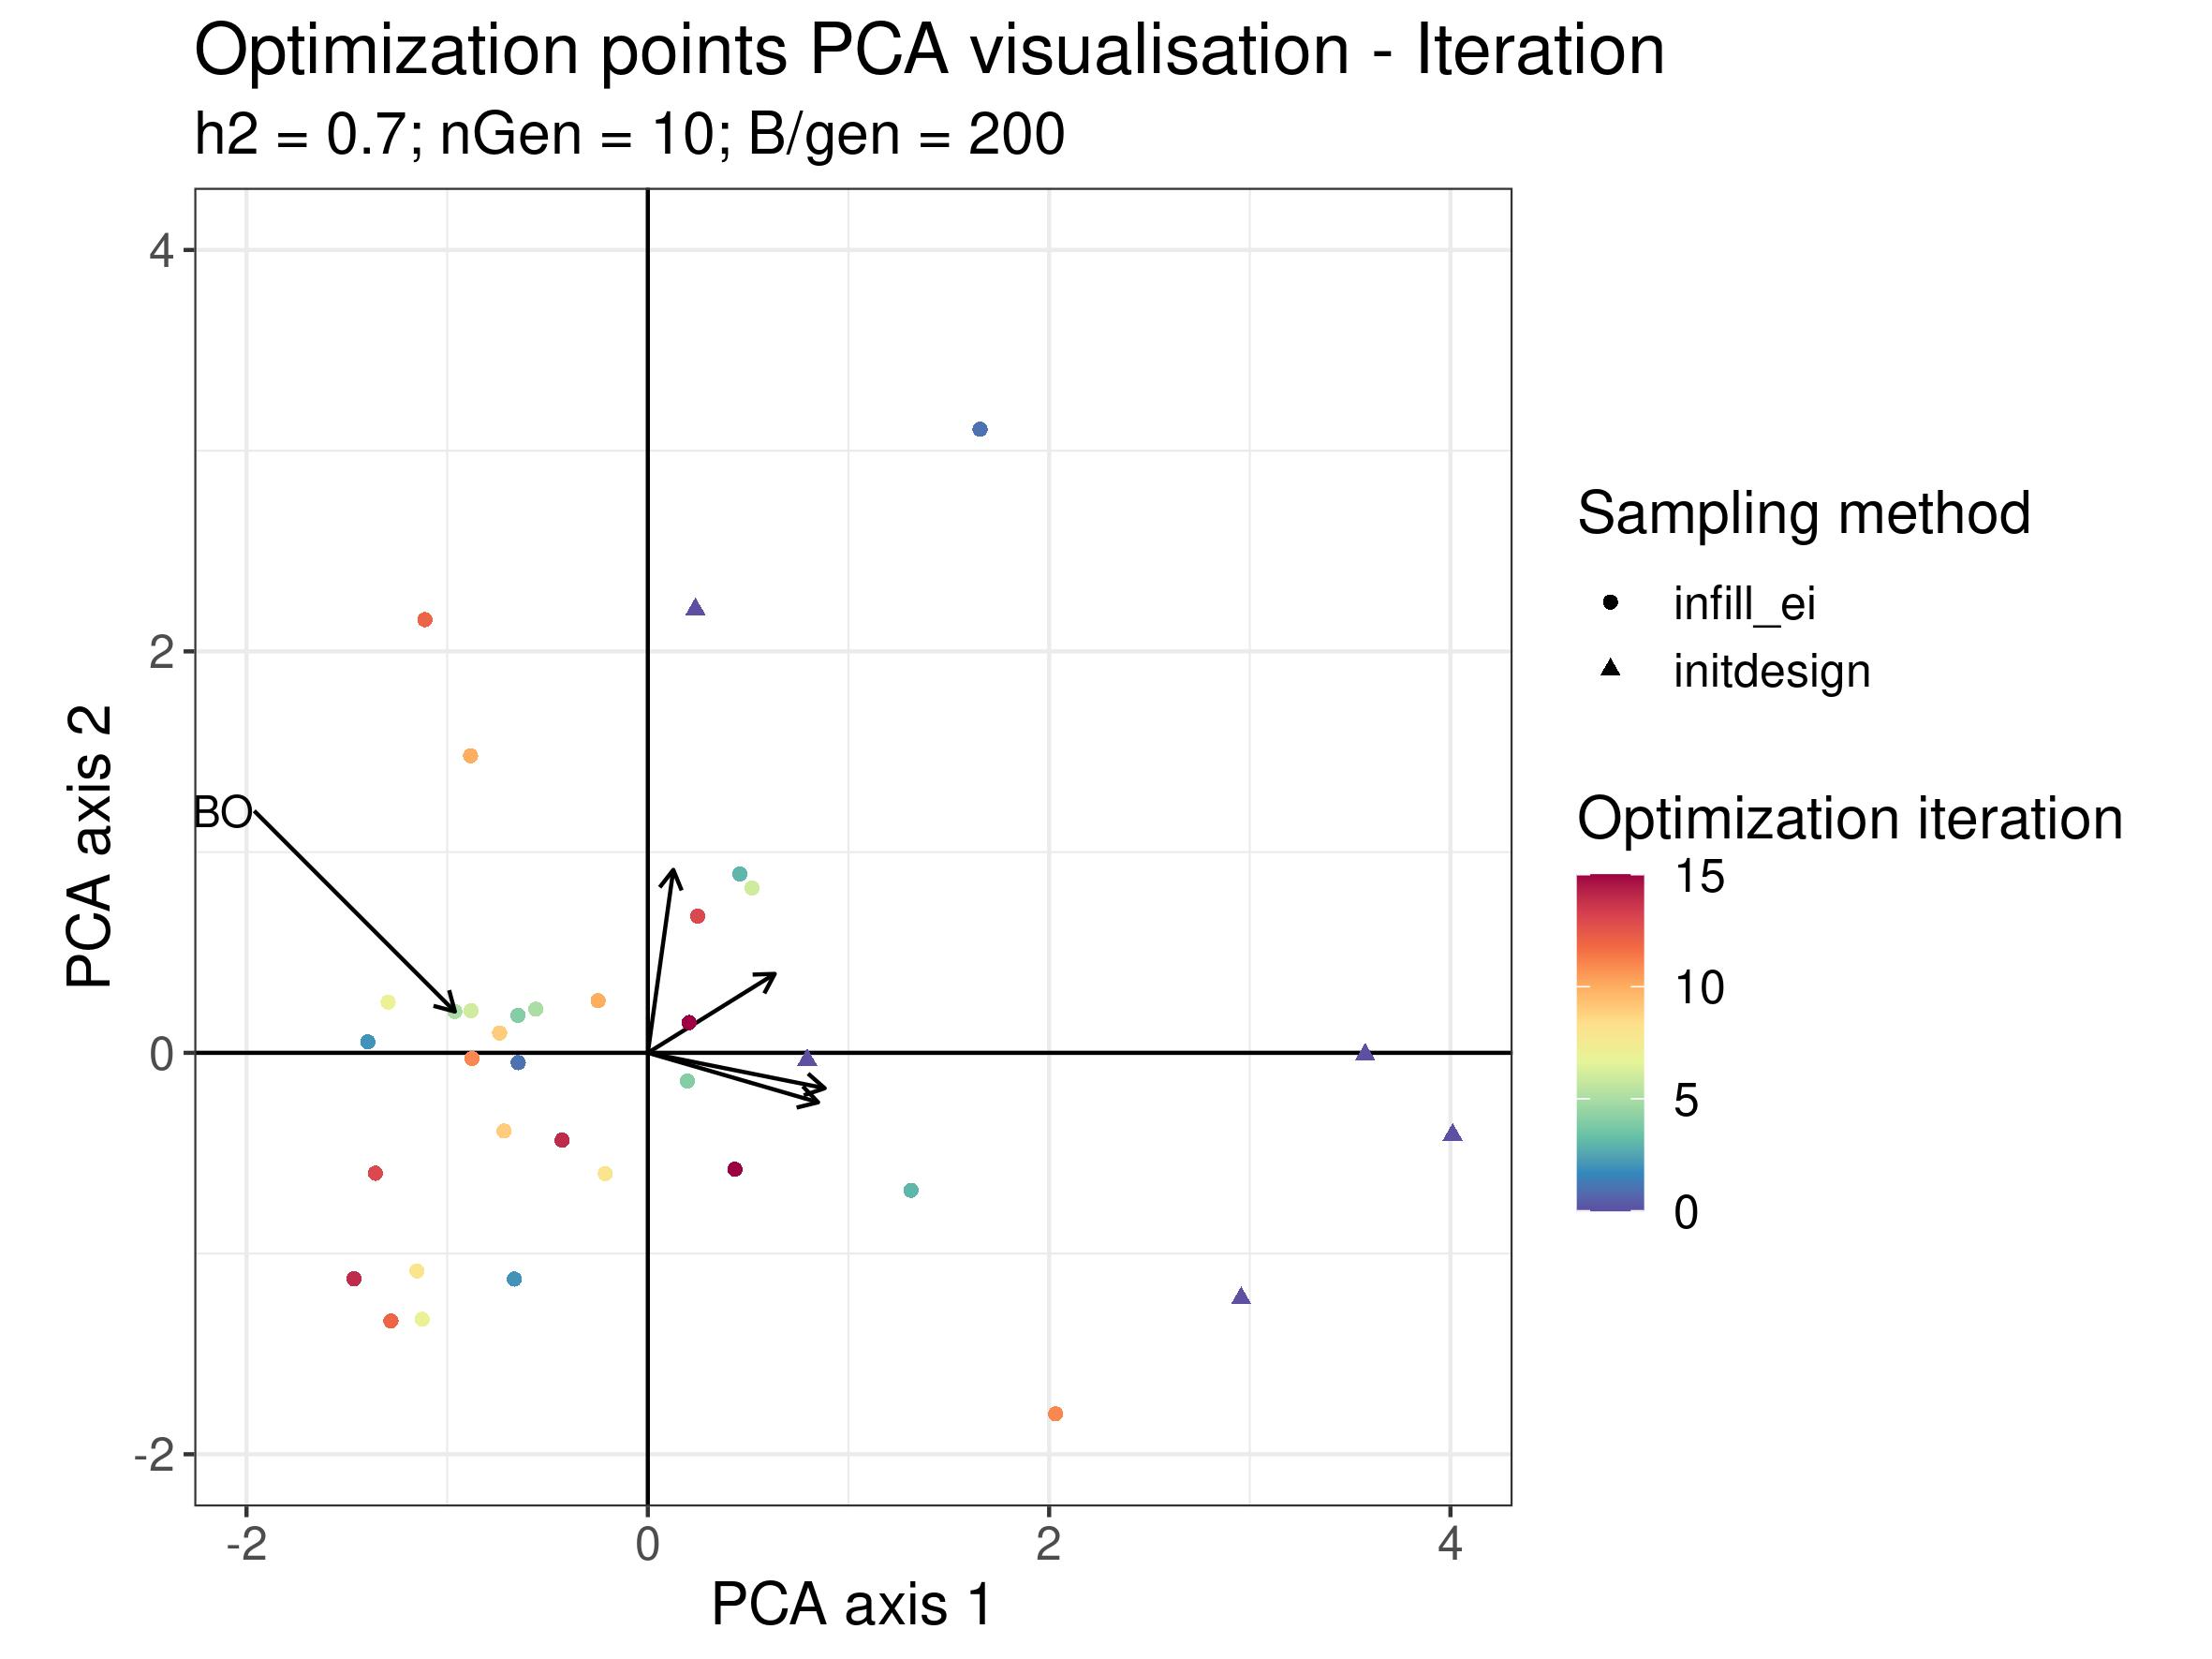 Optimization points PCA visualisation - Iteration
h2 = 0.7; nGen = 10; B/gen = 200
4
2
0
-2
PCA axis 2
BO
-2
0
2
4
PCA axis 1
Sampling method
infill_ei
initdesign
Optimization iteration
15
10
5
0